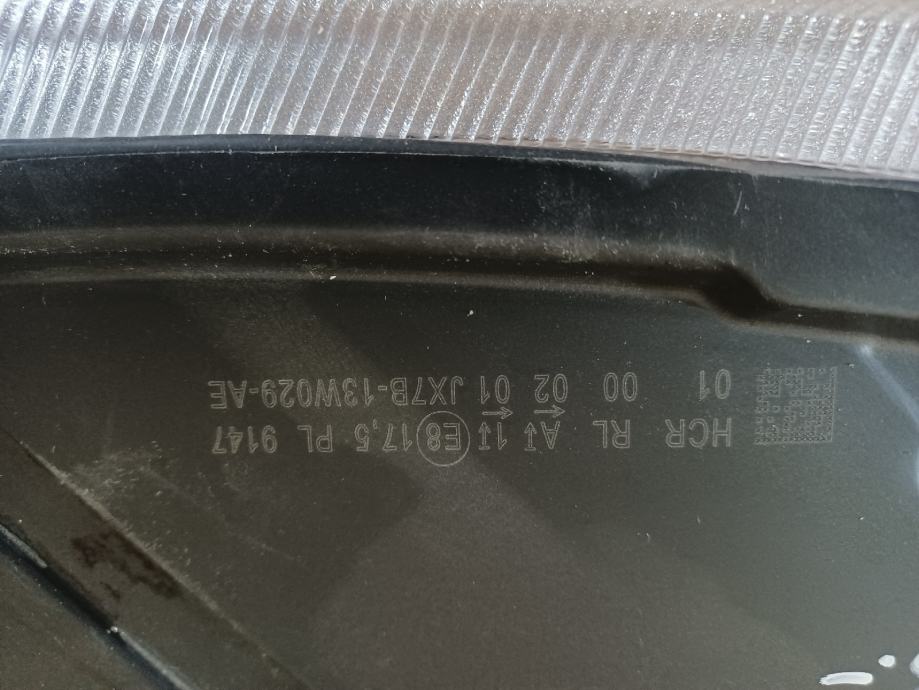 HCR RL A↕ 1↕ E8 17,5 PL 9147
← ←
01 00 02 01 JX7B-13W029-AE